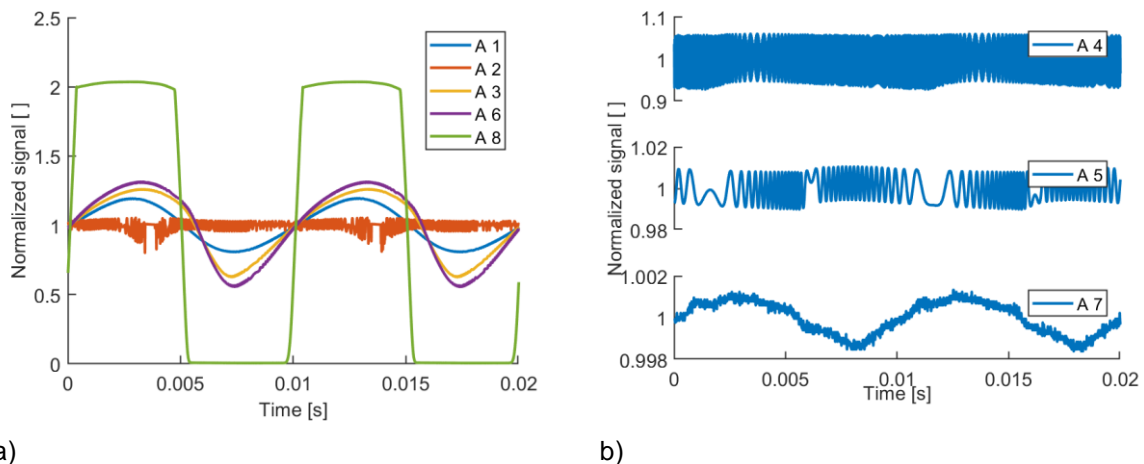 2.5
2
1.5
1
0.5
0
Normalized signal [ ]
A 1
A 2
A 3
A 6
A 8
0 0.005 0.01 0.015 0.02
Time [s]
a)
1.1
1
0.9
A 4
1.02
1
0.98
A 5
1.002
1
0.998
A 7
Normalized signal [ ]
0 0.005 0.01 0.015 0.02
Time [s]
b)